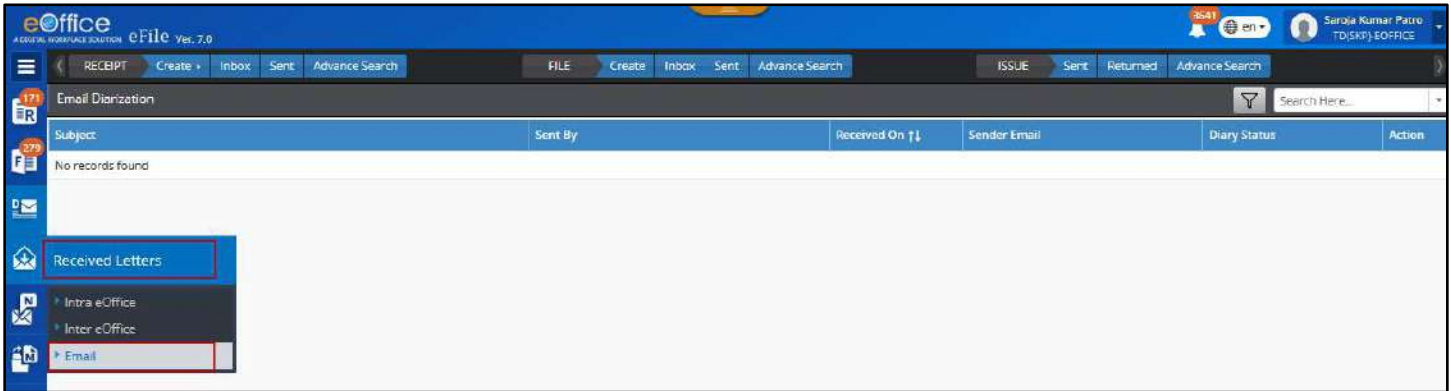 eOffice
A DIGITAL WORKPLACE SOLUTION eFile Ver. 7.0
3641
en
Saroja Kumar Patro
TD(SKP)-EOFFICE
RECEIPT Create Inbox Sent Advance Search FILE Create Inbox Sent Advance Search ISSUE Sent Returned Advance Search
171
R
Email Diarization
Search Here...
Subject Sent By Received On Sender Email Diary Status Action
279
F
No records found
D
Received Letters
N
Intra eOffice
Inter eOffice
N
Email